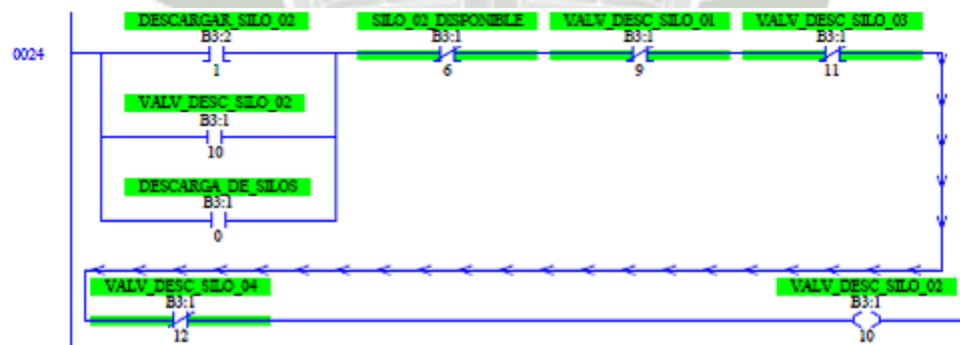 DESCARGAR_SILO_02 SILO_02_DISPONIBLE VALV_DESC_SILO_01 VALV_DESC_SILO_03
B3:2 B3:1 B3:1 B3:1
0024
1 6 9 11
VALV_DESC_SILO_02
B3:1
10
DESCARGA_DE_SILOS
B3:1
0
VALV_DESC_SILO_04 VALV_DESC_SILO_02
B3:1 B3:1
12 10